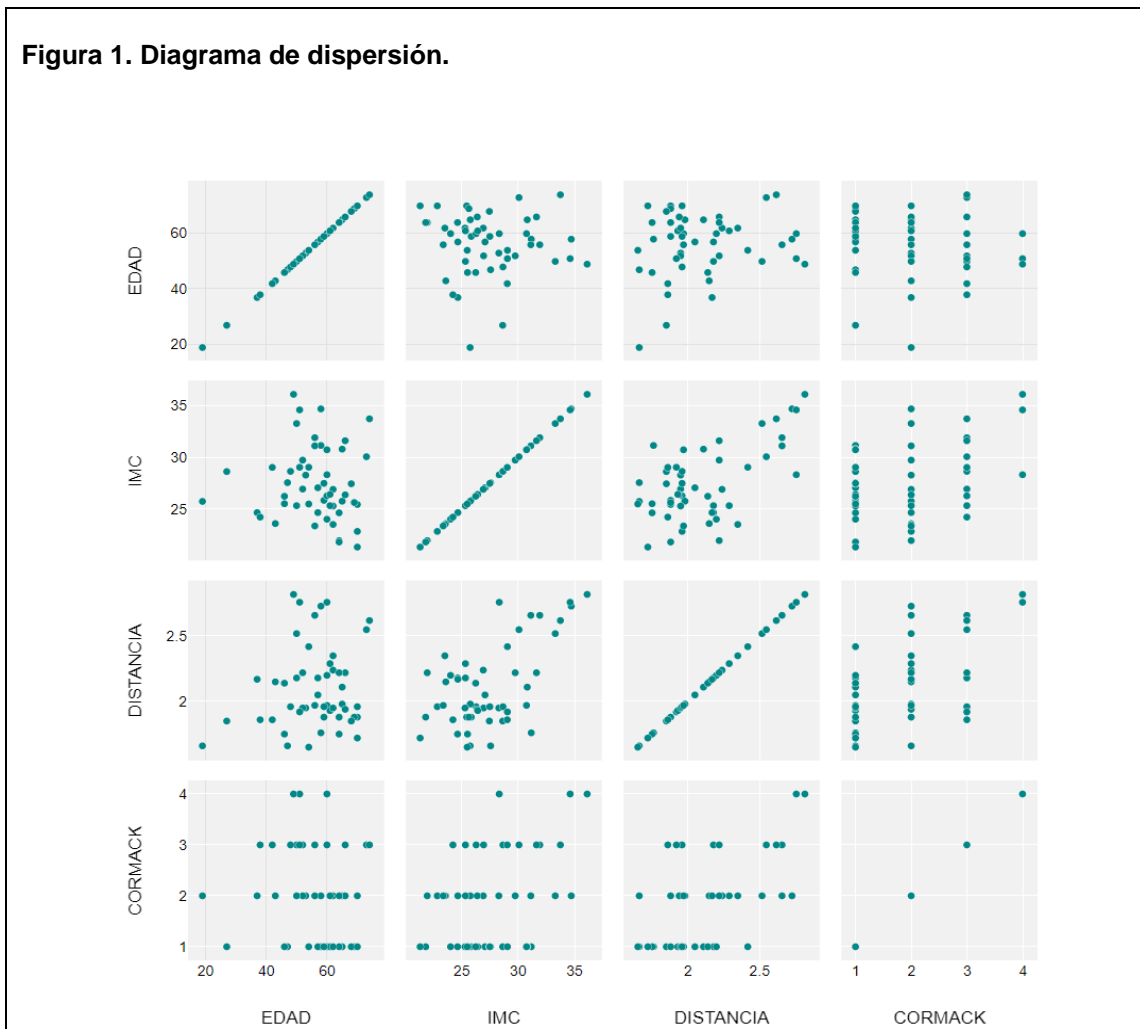 Figura 1. Diagrama de dispersión.
EDAD
60
40
20
IMC
35
30
25
DISTANCIA
2.5
2
CORMACK
4
3
2
1
20 40 60
25 30 35
2 2.5
1 2 3 4
EDAD IMC DISTANCIA CORMACK